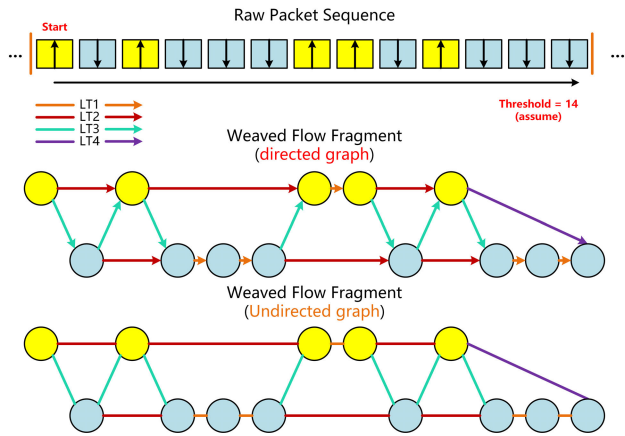 Raw Packet Sequence
Start
... ...
Threshold = 14
(assume)
LT1
LT2
LT3
LT4
Weaved Flow Fragment
(directed graph)
Weaved Flow Fragment
(Undirected graph)